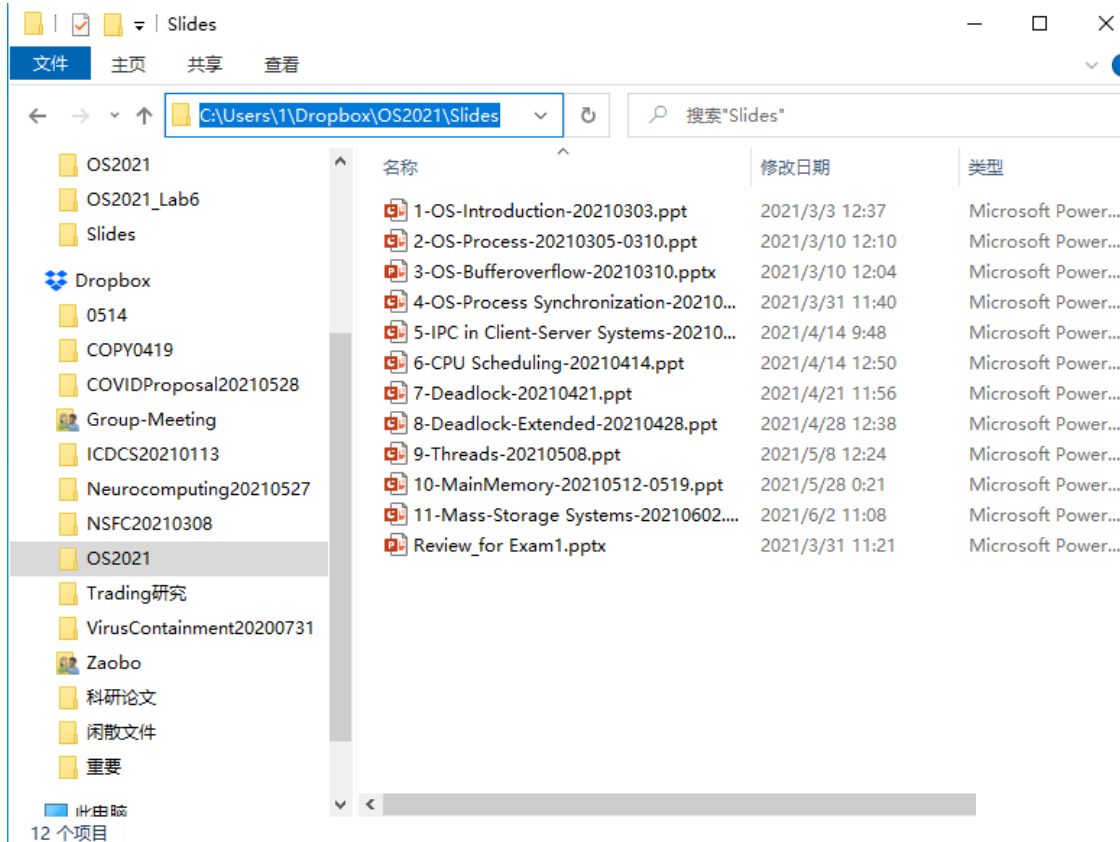 Slides
文件 主页 共享 查看
C:\Users\1\Dropbox\OS2021\Slides 搜索"Slides"
OS2021
OS2021_Lab6
Slides
Dropbox
0514
COPY0419
COVIDProposal20210528
Group-Meeting
ICDCS20210113
Neurocomputing20210527
NSFC20210308
OS2021
Trading研究
VirusContainment20200731
Zaobo
科研论文
闲散文件
重要
此电脑
名称 修改日期 类型
1-OS-Introduction-20210303.ppt 2021/3/3 12:37 Microsoft Power...
2-OS-Process-20210305-0310.ppt 2021/3/10 12:10 Microsoft Power...
3-OS-Bufferoverflow-20210310.pptx 2021/3/10 12:04 Microsoft Power...
4-OS-Process Synchronization-20210... 2021/3/31 11:40 Microsoft Power...
5-IPC in Client-Server Systems-20210... 2021/4/14 9:48 Microsoft Power...
6-CPU Scheduling-20210414.ppt 2021/4/14 12:50 Microsoft Power...
7-Deadlock-20210421.ppt 2021/4/21 11:56 Microsoft Power...
8-Deadlock-Extended-20210428.ppt 2021/4/28 12:38 Microsoft Power...
9-Threads-20210508.ppt 2021/5/8 12:24 Microsoft Power...
10-MainMemory-20210512-0519.ppt 2021/5/28 0:21 Microsoft Power...
11-Mass-Storage Systems-20210602.... 2021/6/2 11:08 Microsoft Power...
Review_for Exam1.pptx 2021/3/31 11:21 Microsoft Power...
12 个项目